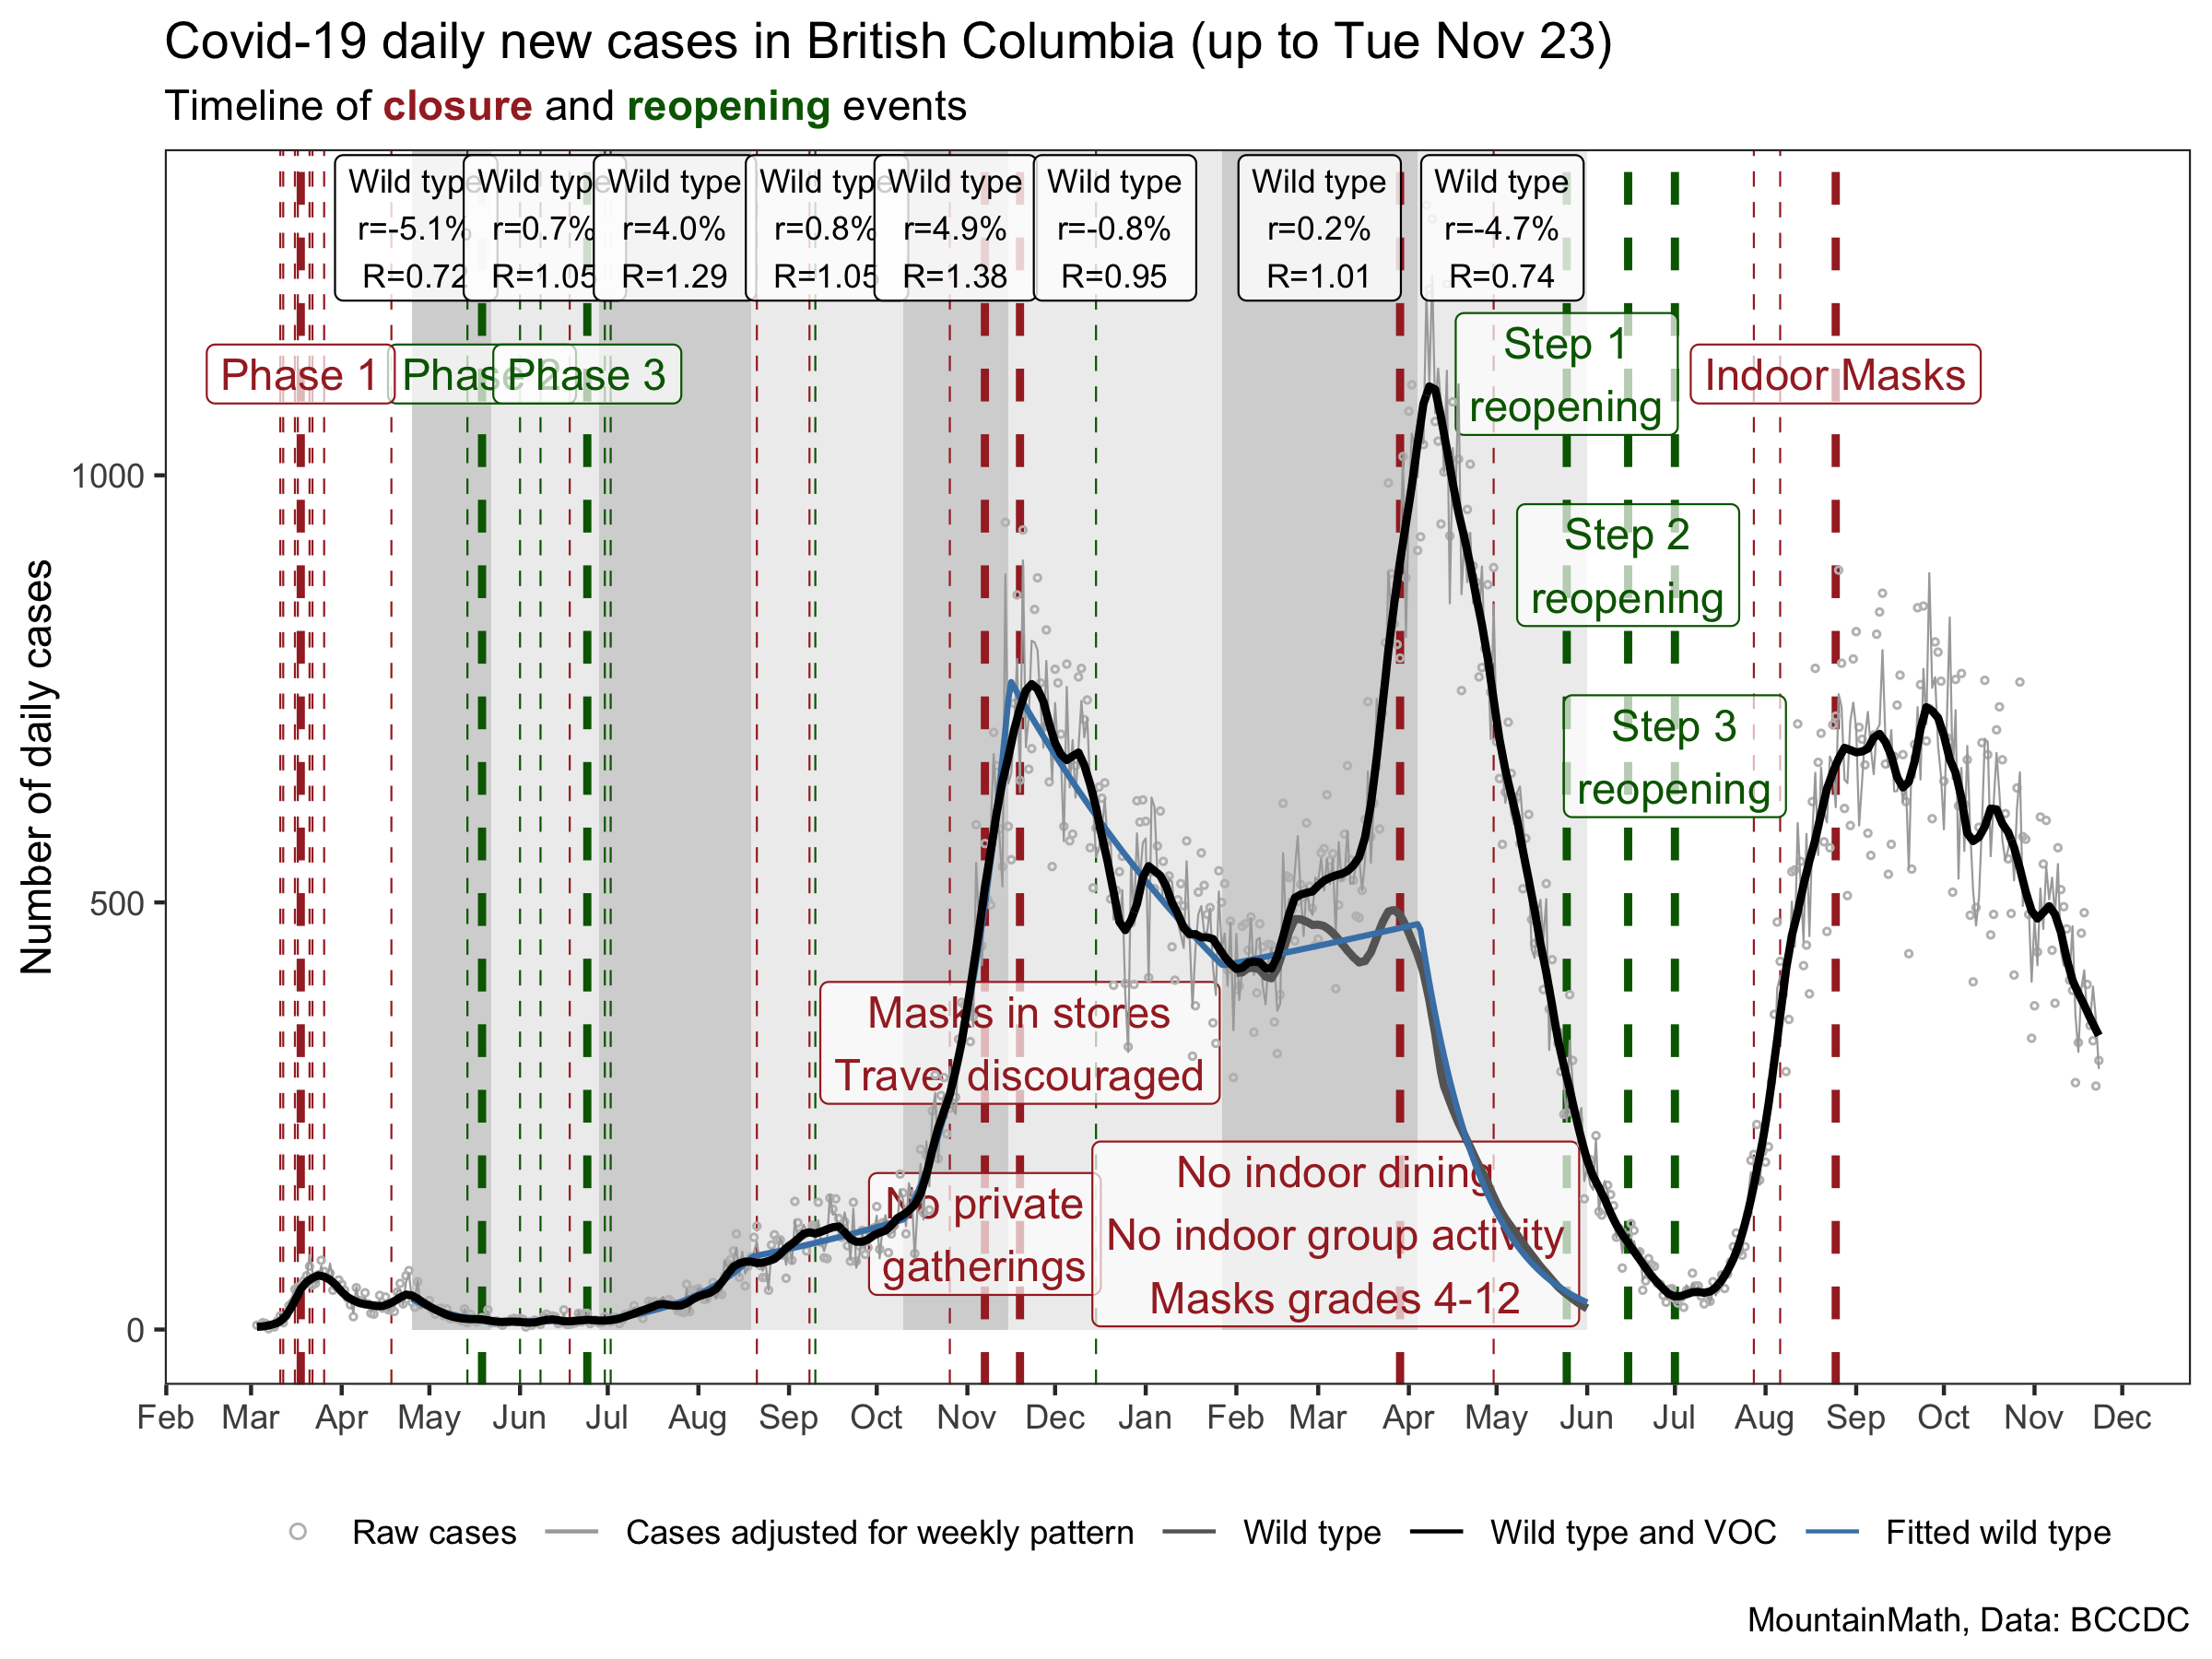 Covid-19 daily new cases in British Columbia (up to Tue Nov 23)
Timeline of closure and reopening events
Wild type
r=-5.1%
R=0.72
Wild type
r=0.7%
R=1.05
Wild type
r=4.0%
R=1.29
Wild type
r=0.8%
R=1.05
Wild type
r=4.9%
R=1.38
Wild type
r=-0.8%
R=0.95
Wild type
r=0.2%
R=1.01
Wild type
r=-4.7%
R=0.74
Phase 1
Phase 2
Phase 3
Step 1
reopening
Indoor Masks
Step 2
reopening
Step 3
reopening
Masks in stores
Travel discouraged
No private
gatherings
No indoor dining
No indoor group activity
Masks grades 4-12
Number of daily cases
1000
500
0
Feb Mar Apr May Jun Jul Aug Sep Oct Nov Dec Jan Feb Mar Apr May Jun Jul Aug Sep Oct Nov Dec
Raw cases Cases adjusted for weekly pattern Wild type Wild type and VOC Fitted wild type
MountainMath, Data: BCCDC